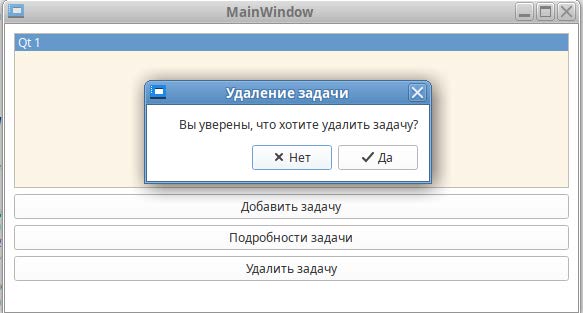 MainWindow
Qt 1
Удаление задачи
Вы уверены, что хотите удалить задачу?
Нет
Да
Добавить задачу
Подробности задачи
Удалить задачу